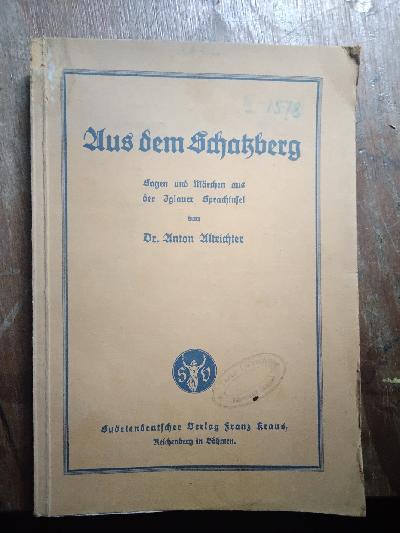 Aus dem Schatzberg
Sagen und Märchen aus
der Iglauer Sprachinsel
von
Dr. Anton Altrichter
S V
Sudetendeutscher Verlag Franz Kraus,
Reichenberg in Böhmen.